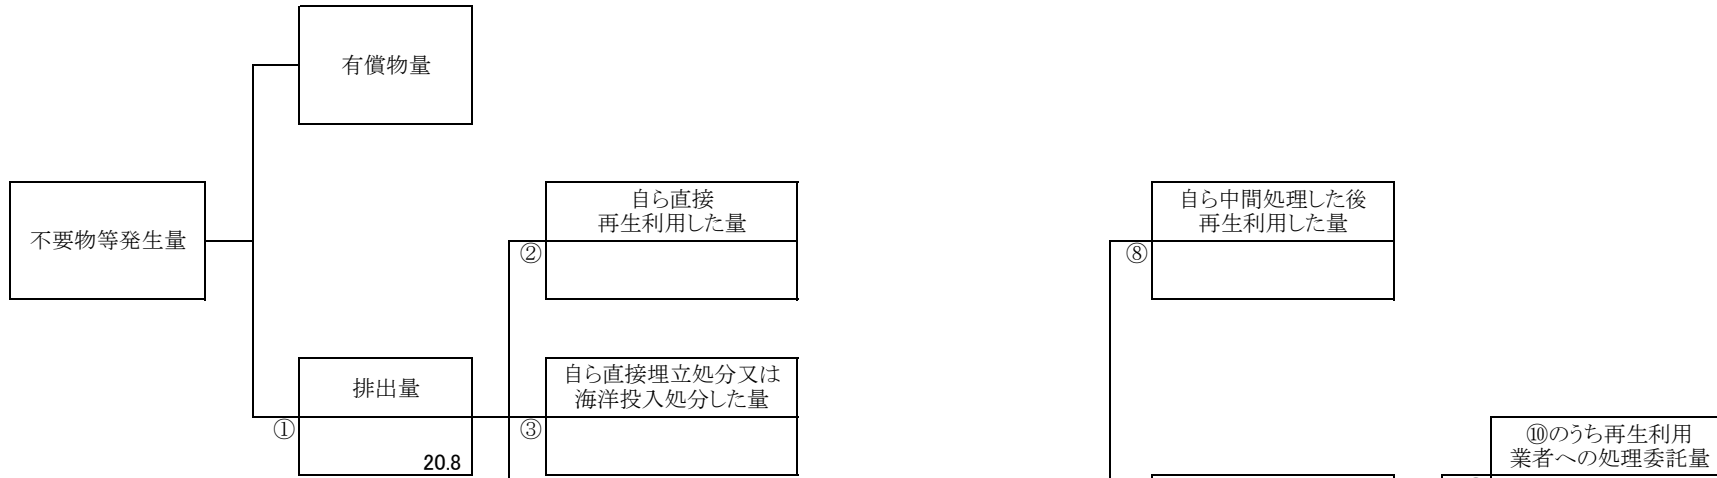 有償物量
不要物等発生量
自ら直接
再生利用した量
②
自ら中間処理した後
再生利用した量
⑧
排出量
①
20.8
自ら直接埋立処分又は
海洋投入処分した量
③
⑩のうち再生利用
業者への処理委託量